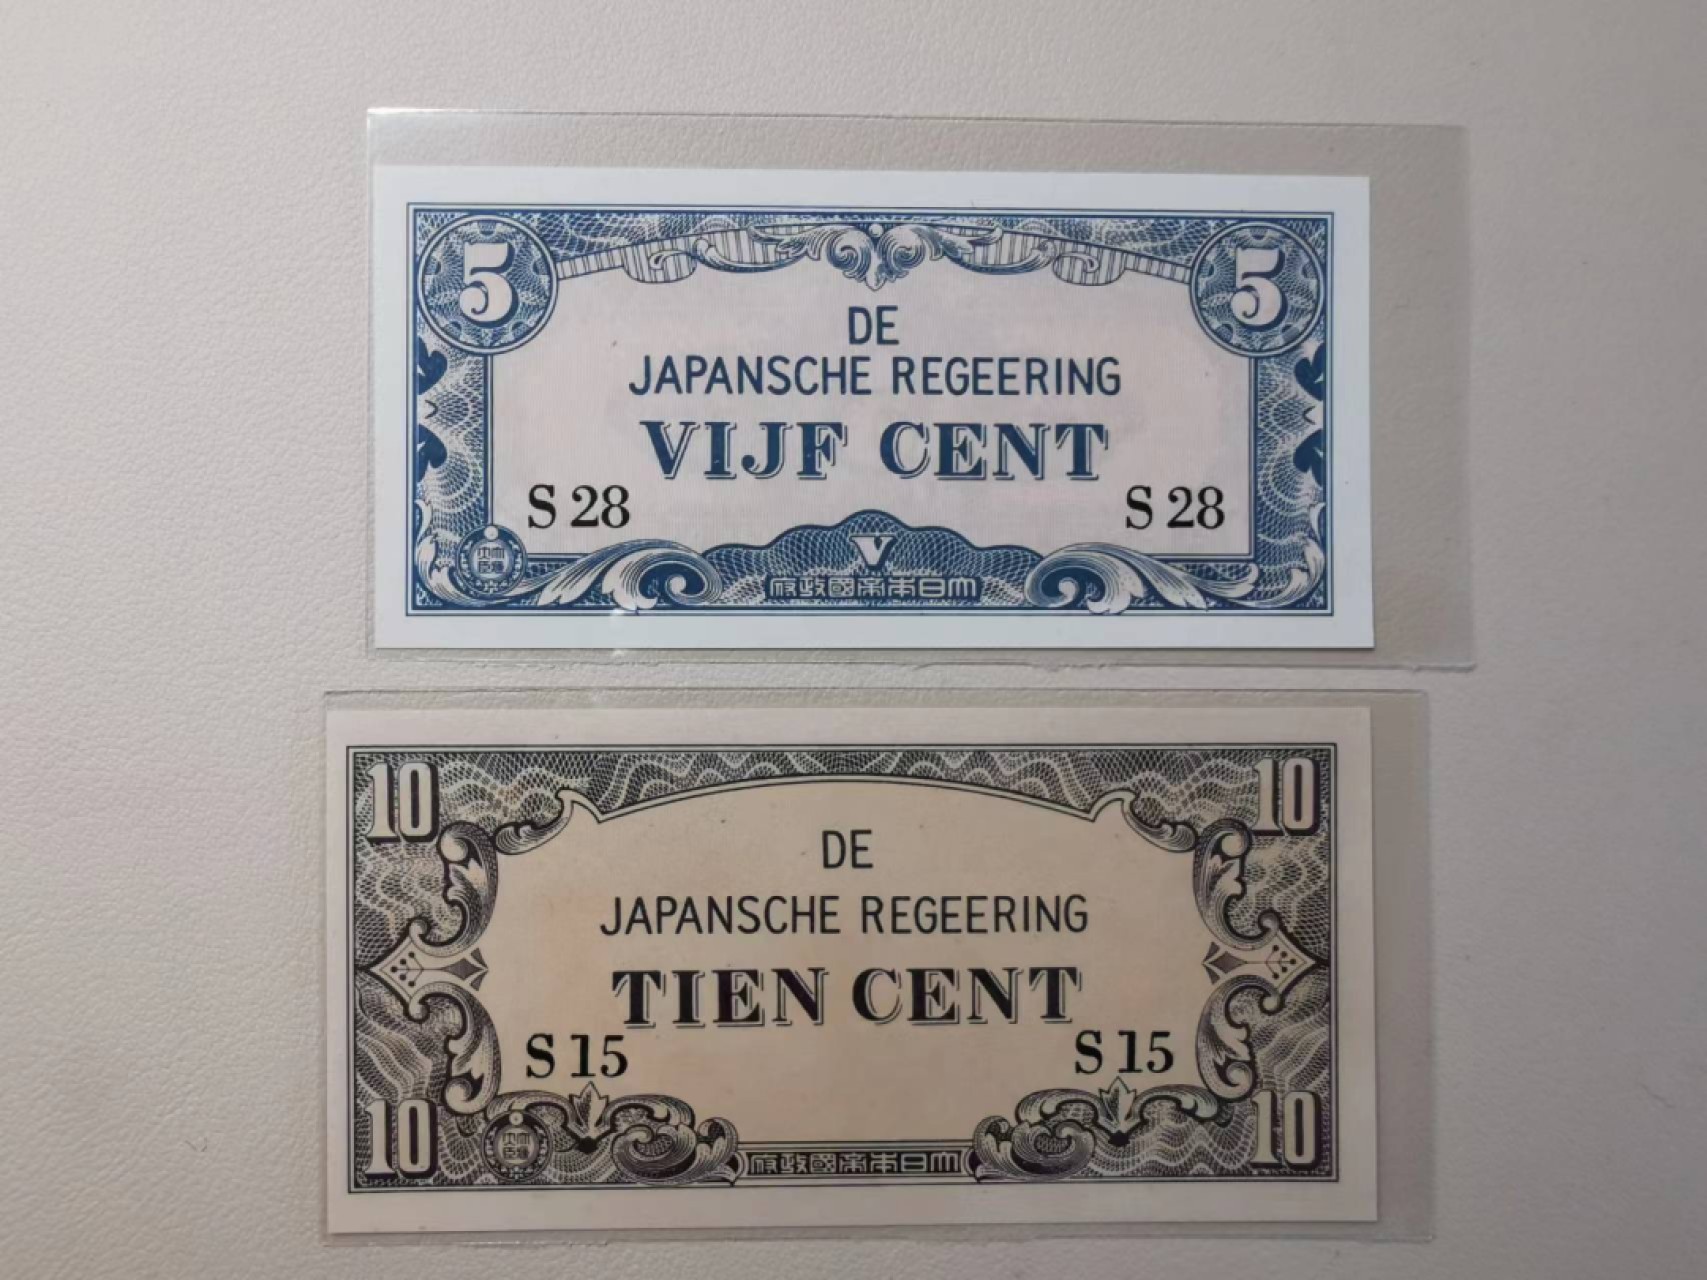 5 5
DE
JAPANSCHE REGEERING
VIJF CENT
S 28 S 28
V
府政國帝本日大
10 10
DE
JAPANSCHE REGEERING
TIEN CENT
S 15 S 15
10 10
府政國帝本日大